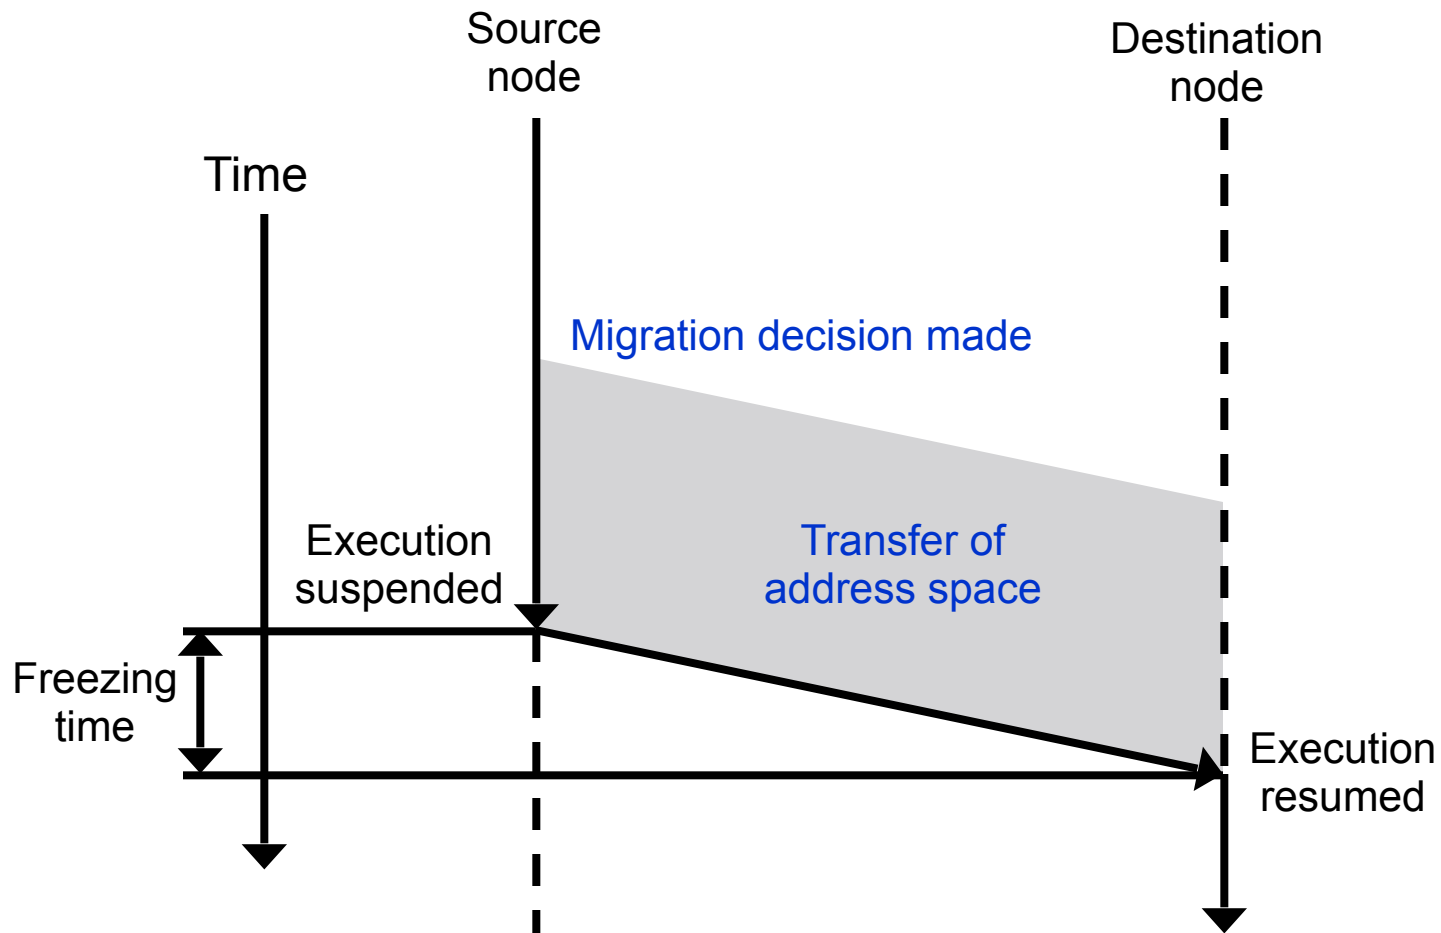 Source
node
Destination
node
Time
Migration decision made
Execution
suspended
Transfer of
address space
Freezing
time
Execution
resumed